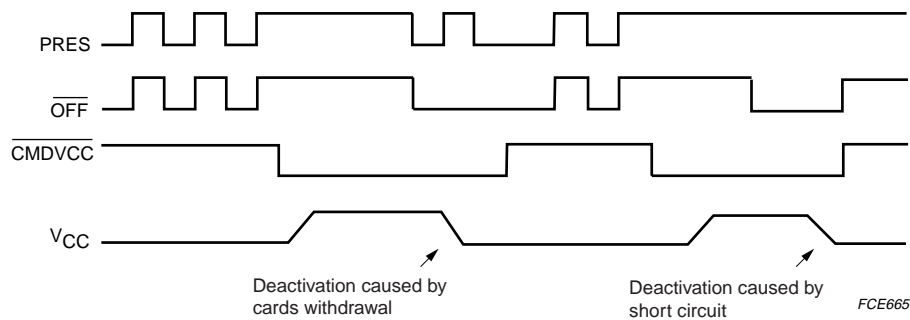 PRES
OFF
CMDVCC
VCC
Deactivation caused by
cards withdrawal
Deactivation caused by
short circuit
FCE665